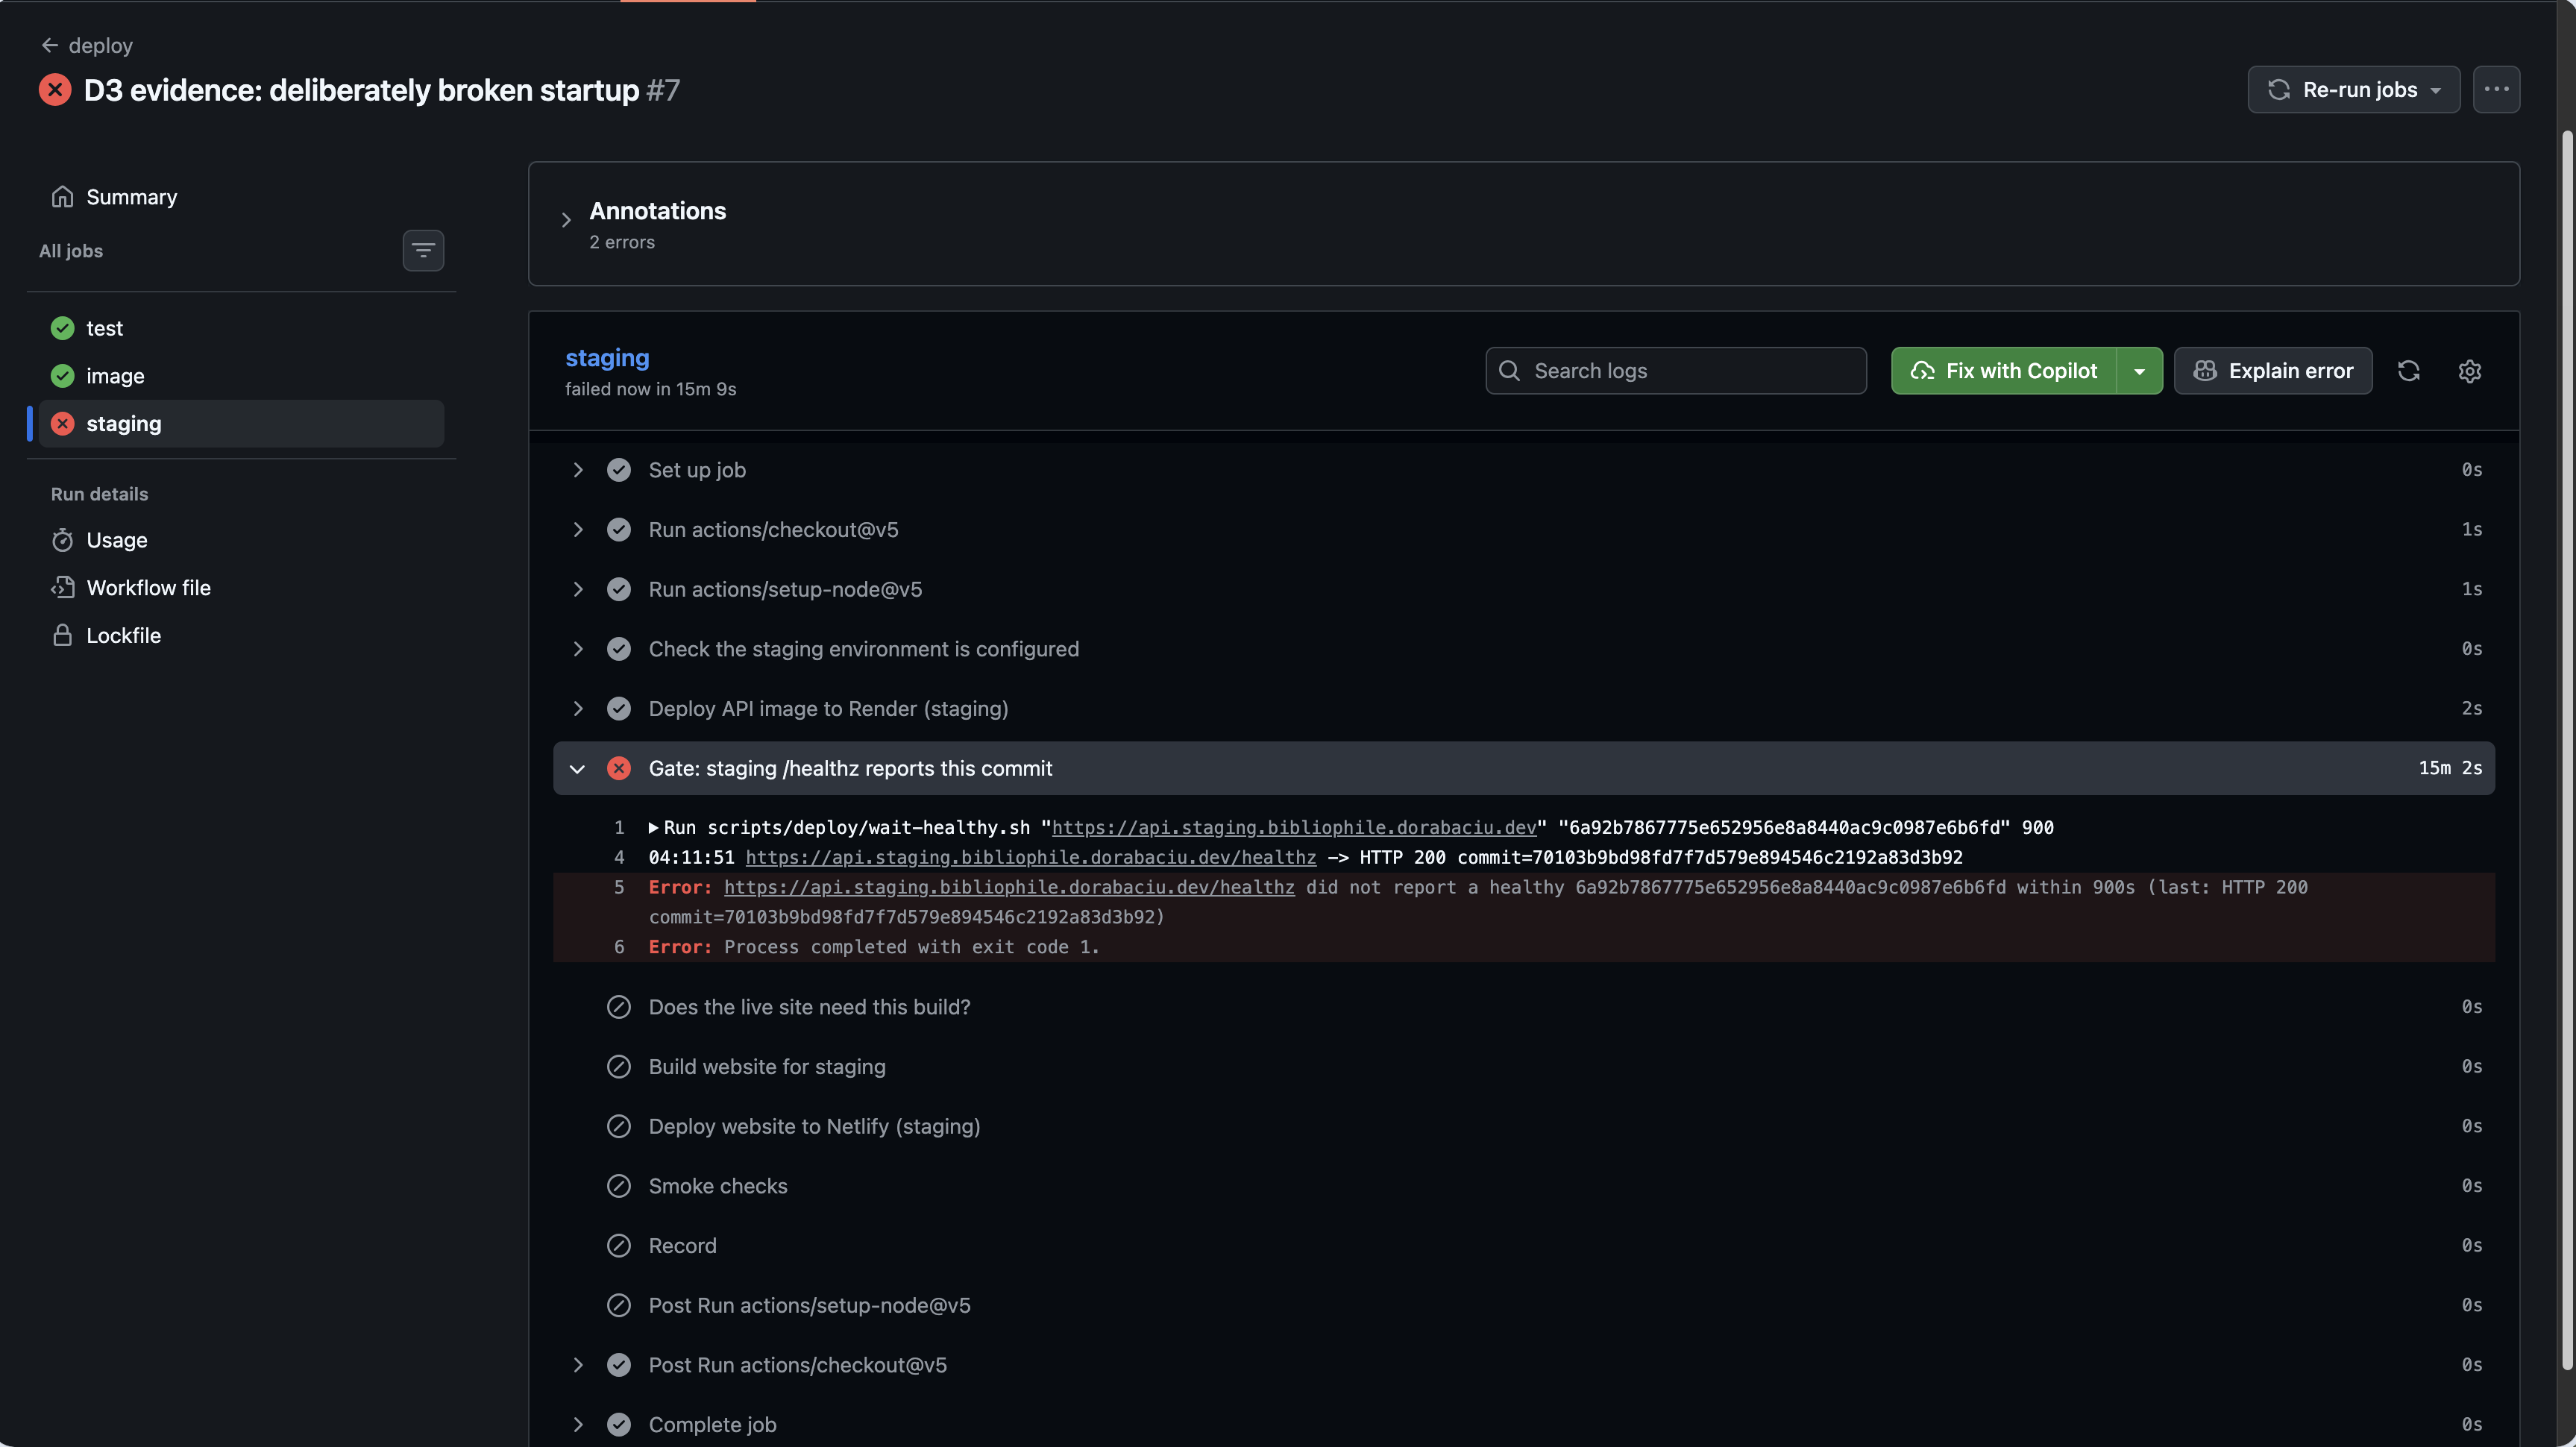 ← deploy
D3 evidence: deliberately broken startup #7
Re-run jobs
Summary
All jobs
test
image
staging
Run details
Usage
Workflow file
Lockfile
Annotations
2 errors
staging
failed now in 15m 9s
Search logs
Fix with Copilot
Explain error
Set up job 0s
Run actions/checkout@v5 1s
Run actions/setup-node@v5 1s
Check the staging environment is configured 0s
Deploy API image to Render (staging) 2s
Gate: staging /healthz reports this commit 15m 2s
1 ▶Run scripts/deploy/wait-healthy.sh "https://api.staging.bibliophile.dorabaciu.dev" "6a92b7867775e652956e8a8440ac9c0987e6b6fd" 900
4 04:11:51 https://api.staging.bibliophile.dorabaciu.dev/healthz -> HTTP 200 commit=70103b9bd98fd7f7d579e894546c2192a83d3b92
5 Error: https://api.staging.bibliophile.dorabaciu.dev/healthz did not report a healthy 6a92b7867775e652956e8a8440ac9c0987e6b6fd within 900s (last: HTTP 200
commit=70103b9bd98fd7f7d579e894546c2192a83d3b92)
6 Error: Process completed with exit code 1.
Does the live site need this build? 0s
Build website for staging 0s
Deploy website to Netlify (staging) 0s
Smoke checks 0s
Record 0s
Post Run actions/setup-node@v5 0s
Post Run actions/checkout@v5 0s
Complete job 0s